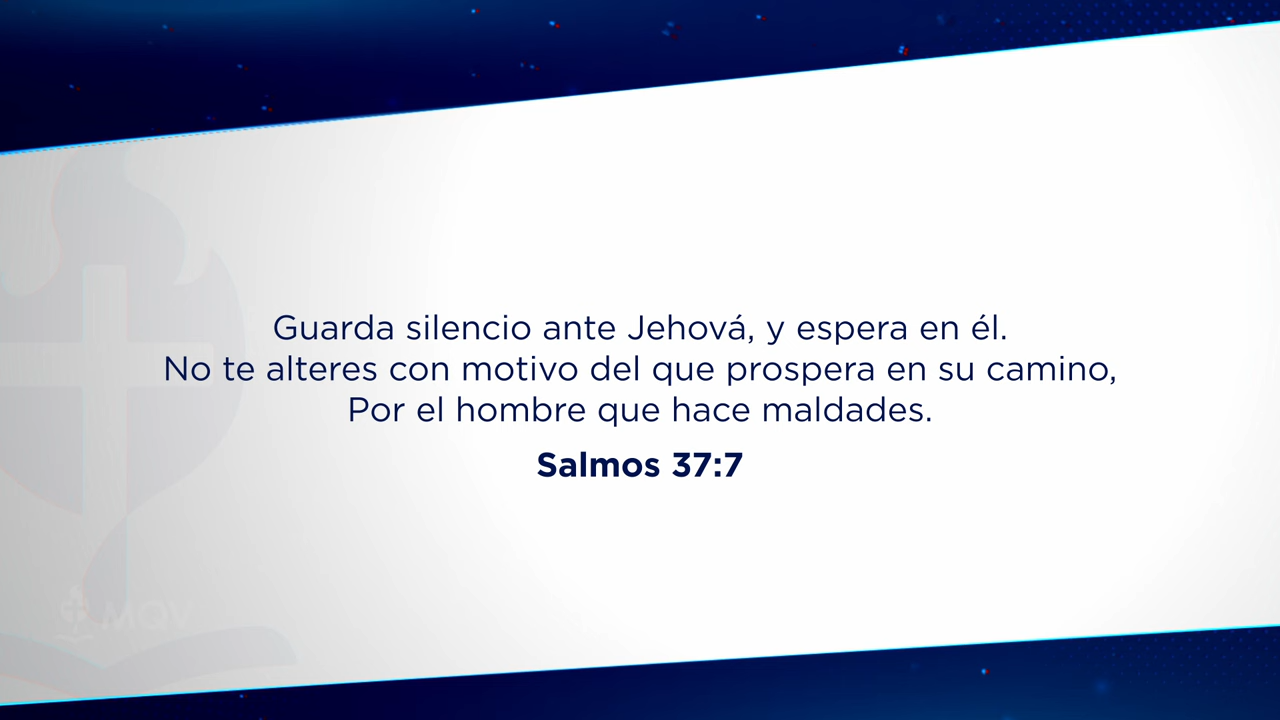 Guarda silencio ante Jehová, y espera en él.
No te alteres con motivo del que prospera en su camino,
Por el hombre que hace maldades.
Salmos 37:7
MQV